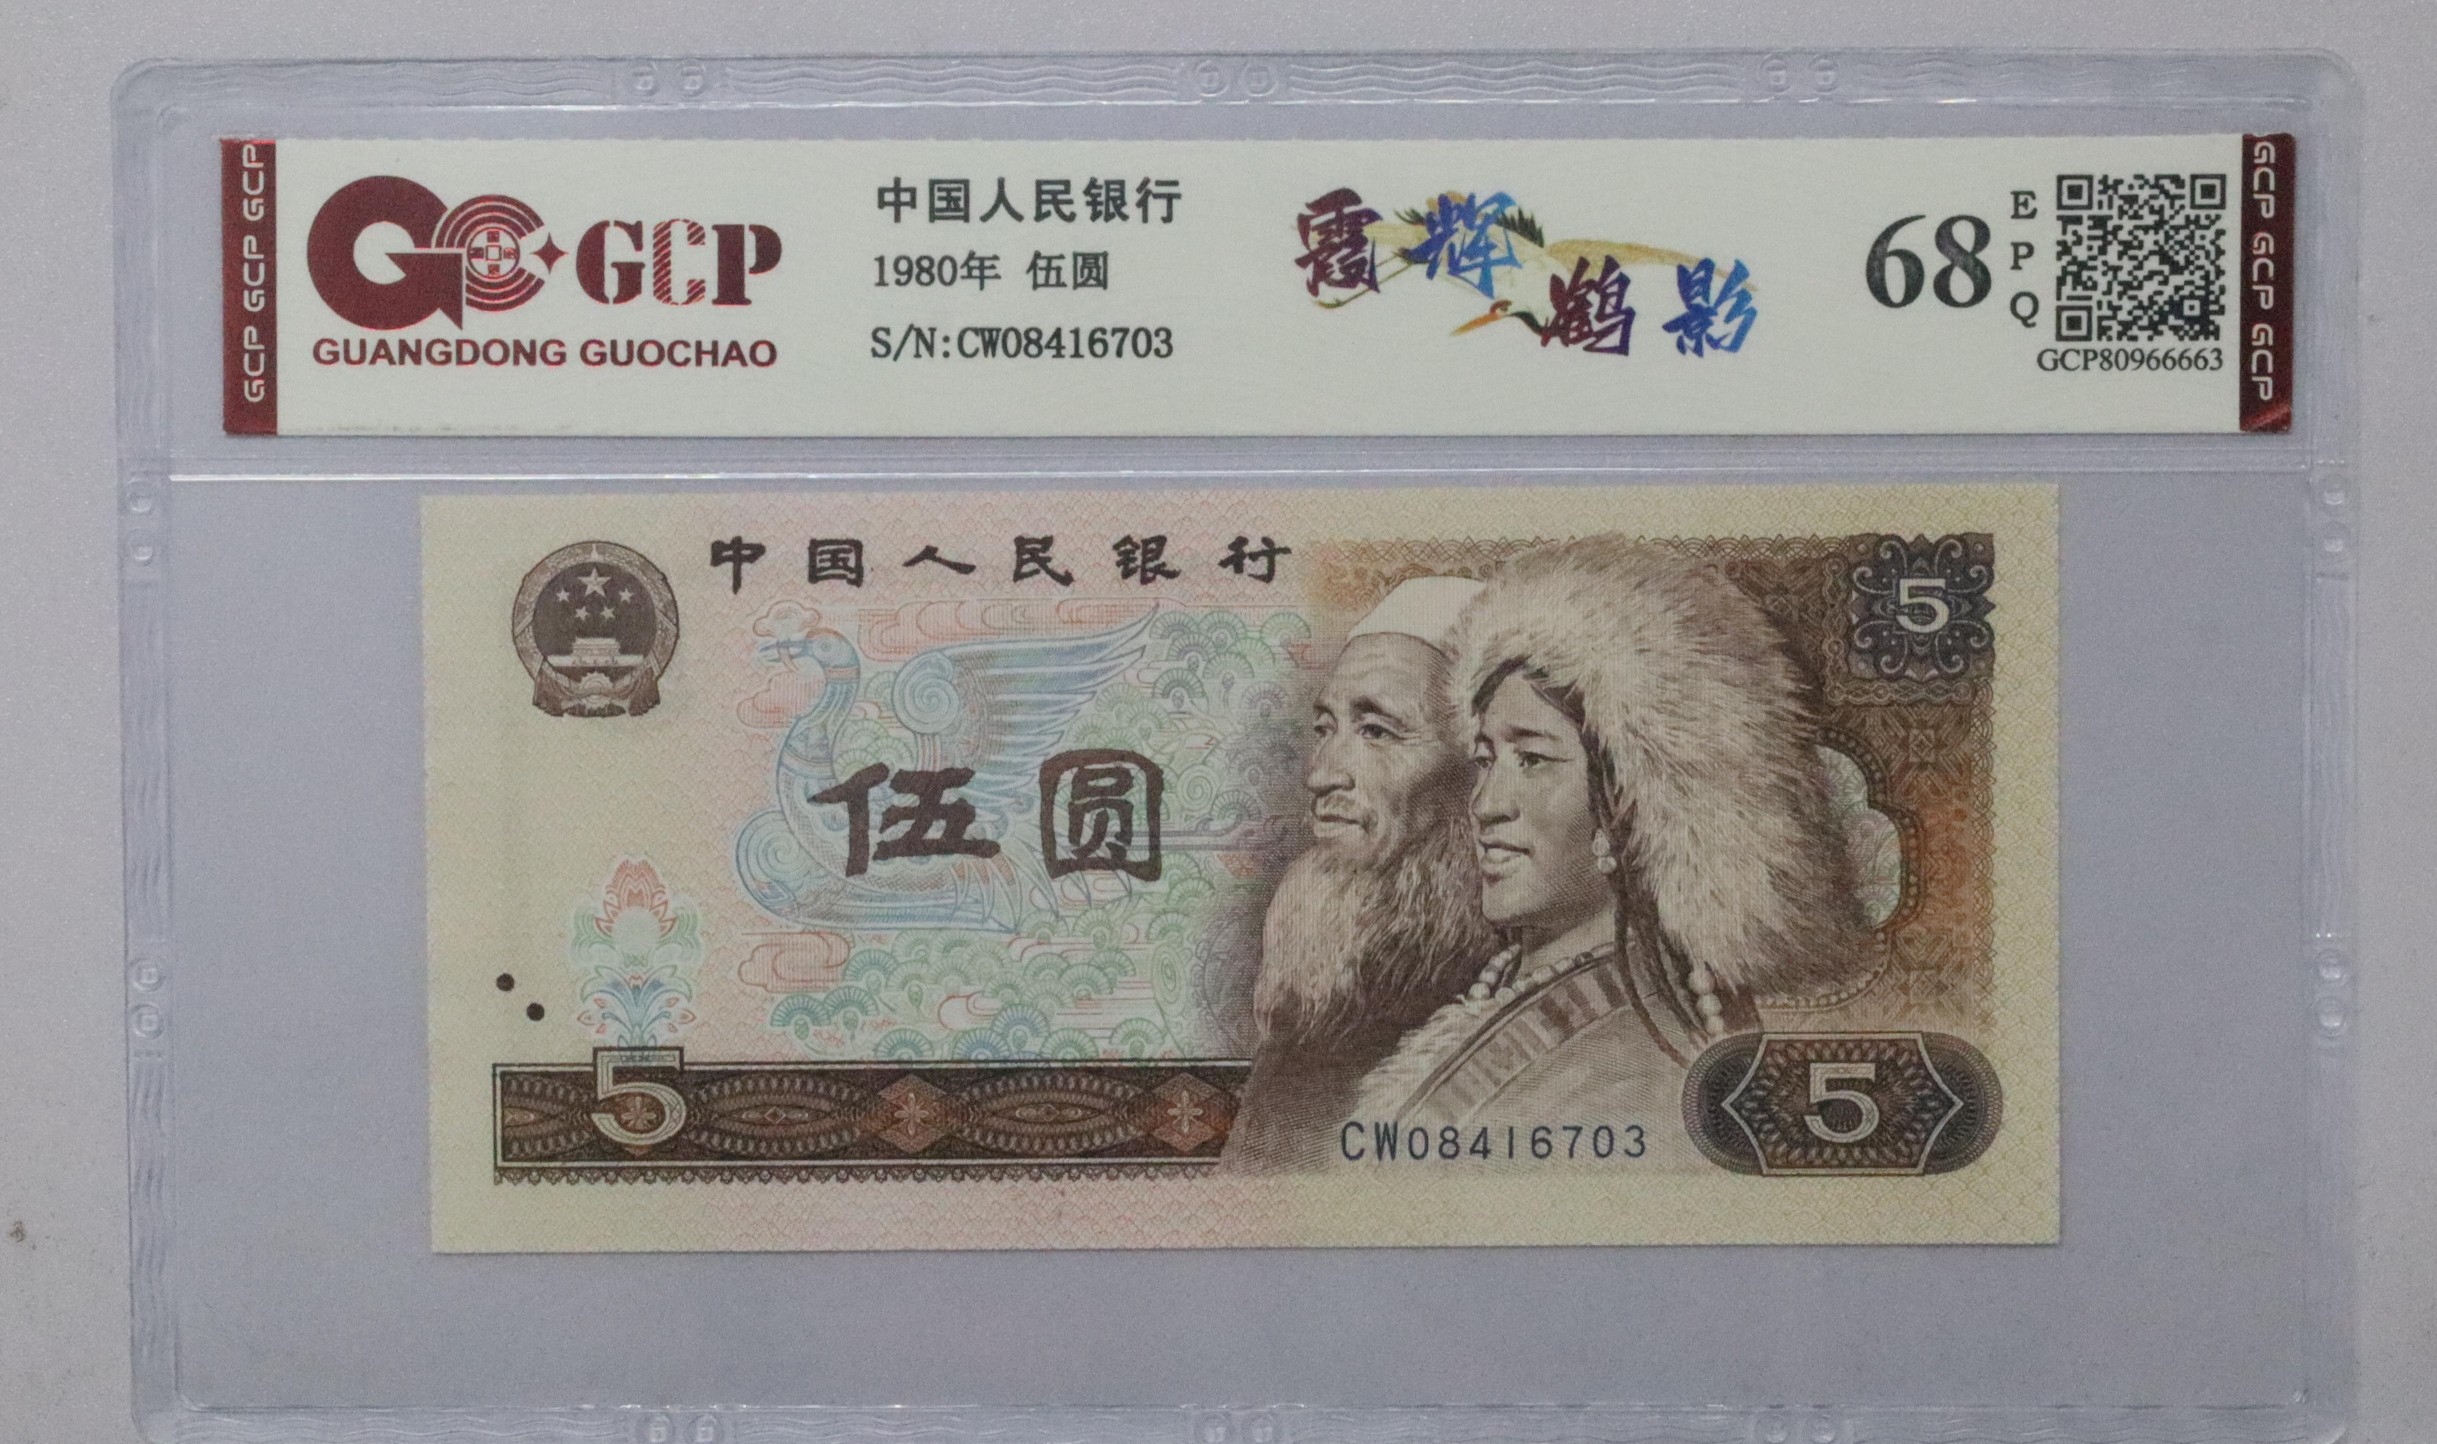 GCP GCP GCP
GCP
GUANGDONG GUOCHAO
中国人民银行
1980年 伍圆
S/N:CW08416703
霞辉
鹤影
68
E
P
Q
GCP80966663
GCP GCP GCP
中国人民银行
5
伍圆
5
CW08416703
5